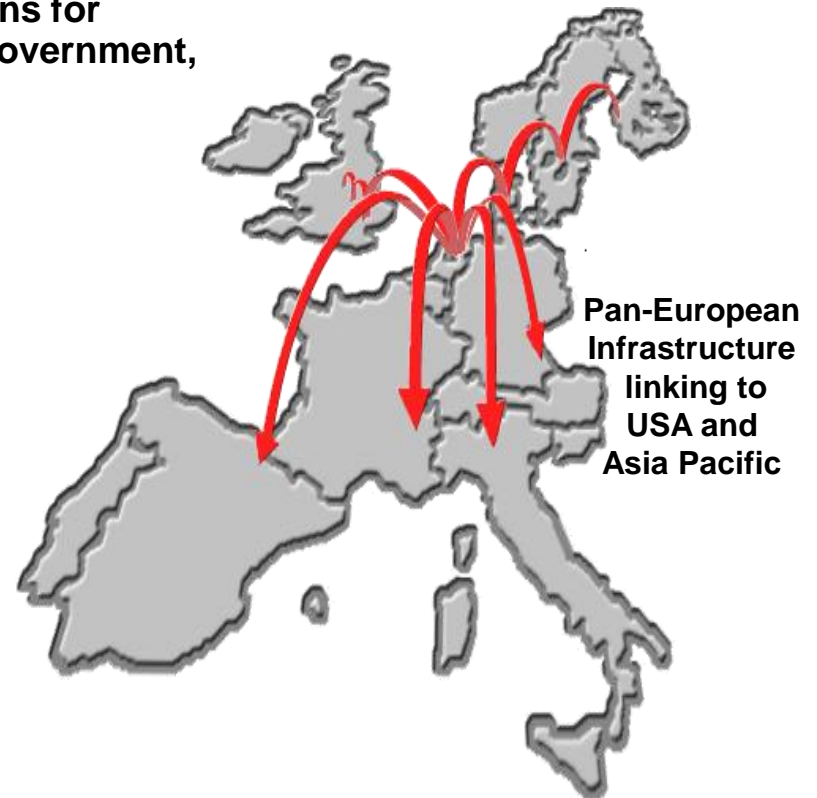 ns for
overnment,
Pan-European
Infrastructure
linking to
USA and
Asia Pacific